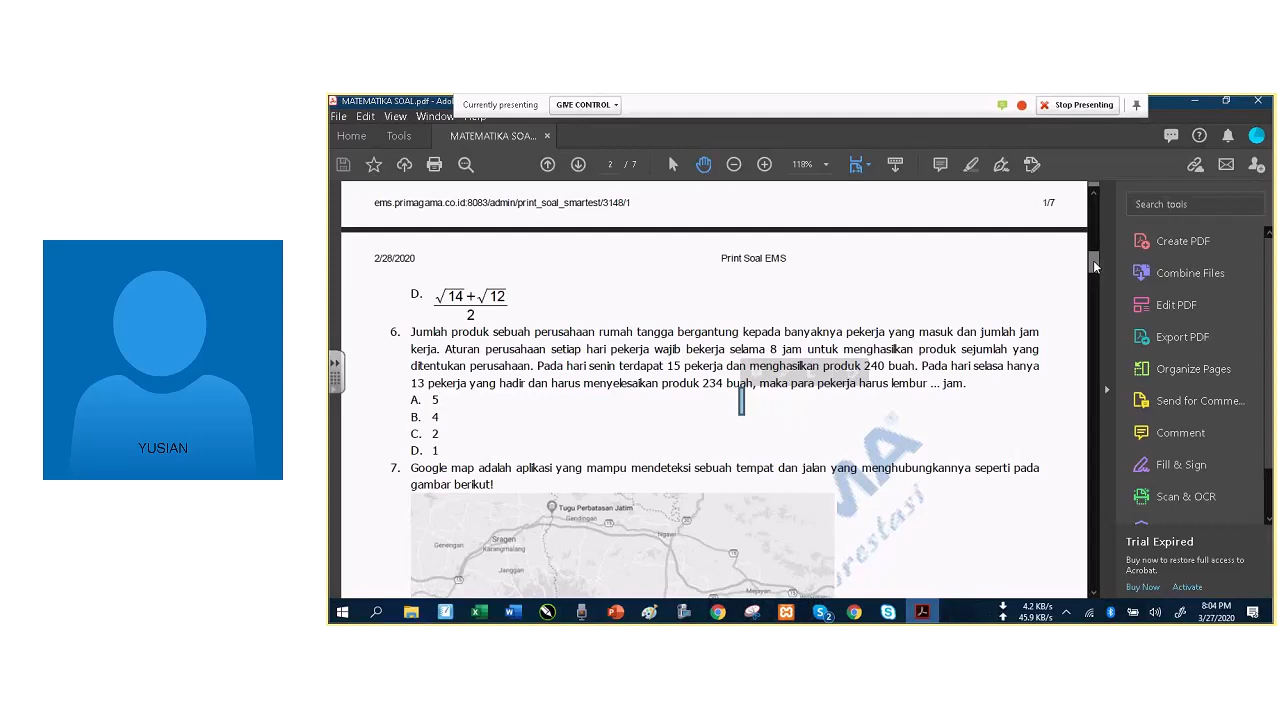 MATEMATIKA SOAL.pdf - Adob
Currently presenting
GIVE CONTROL
Stop Presenting
File Edit View Window Help
Home Tools MATEMATIKA SOA... ×
2 / 7
118%
ems.primagama.co.id:8083/admin/print_soal_smartest/3148/1 1/7
2/28/2020 Print Soal EMS
D. √14 + √12
2
6. Jumlah produk sebuah perusahaan rumah tangga bergantung kepada banyaknya pekerja yang masuk dan jumlah jam
kerja. Aturan perusahaan setiap hari pekerja wajib bekerja selama 8 jam untuk menghasilkan produk sejumlah yang
ditentukan perusahaan. Pada hari senin terdapat 15 pekerja dan menghasilkan produk 240 buah. Pada hari selasa hanya
13 pekerja yang hadir dan harus menyelesaikan produk 234 buah, maka para pekerja harus lembur ... jam.
A. 5
B. 4
C. 2
D. 1
7. Google map adalah aplikasi yang mampu mendeteksi sebuah tempat dan jalan yang menghubungkannya seperti pada
gambar berikut!
Tugu Perbatasan Jatim
Gendingan
Sragen
Karangmalang
Ngawi
Janggan
Mejayan
MA
restasi
YUSIAN
Search tools
Create PDF
Combine Files
Edit PDF
Export PDF
Organize Pages
Send for Comme...
Comment
Fill & Sign
Scan & OCR
Trial Expired
Buy now to restore full access to
Acrobat.
Buy Now Activate
4.2 KB/s
45.9 KB/s
8:04 PM
3/27/2020